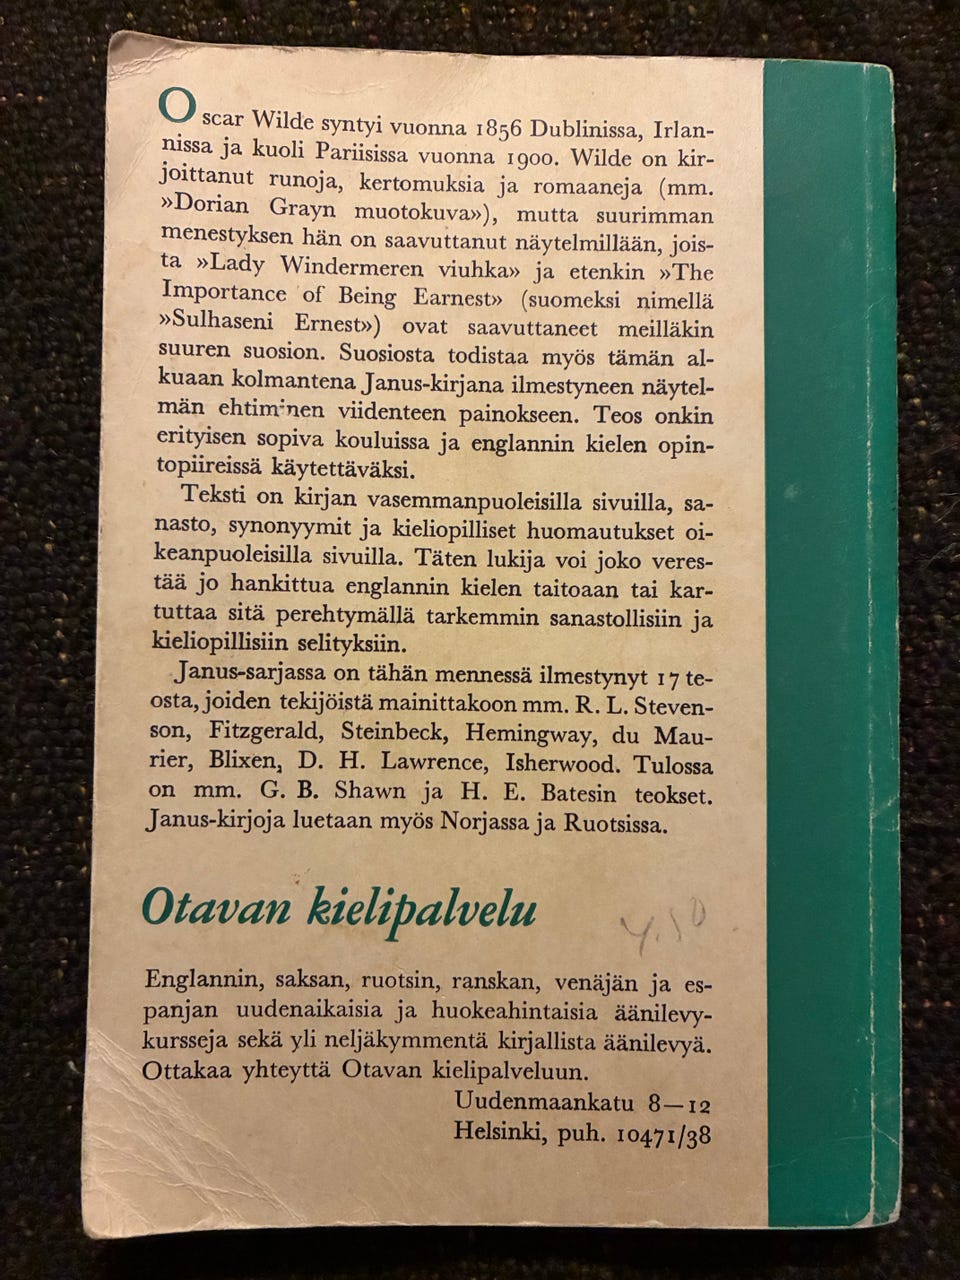 Oscar Wilde syntyi vuonna 1856 Dublinissa, Irlan-
nissa ja kuoli Pariisissa vuonna 1900. Wilde on kir-
joittanut runoja, kertomuksia ja romaaneja (mm.
»Dorian Grayn muotokuva»), mutta suurimman
menestyksen hän on saavuttanut näytelmillään, jois-
ta »Lady Windermeren viuhka» ja etenkin »The
Importance of Being Earnest» (suomeksi nimellä
»Sulhaseni Ernest») ovat saavuttaneet meilläkin
suuren suosion. Suosiosta todistaa myös tämän al-
kuaan kolmantena Janus-kirjana ilmestyneen näytel-
män ehtiminen viidenteen painokseen. Teos onkin
erityisen sopiva kouluissa ja englannin kielen opin-
topiireissä käytettäväksi.
Teksti on kirjan vasemmanpuoleisilla sivuilla, sa-
nasto, synonyymit ja kieliopilliset huomautukset oi-
keanpuoleisilla sivuilla. Täten lukija voi joko veres-
tää jo hankittua englannin kielen taitoaan tai kar-
tuttaa sitä perehtymällä tarkemmin sanastollisiin ja
kieliopillisiin selityksiin.
Janus-sarjassa on tähän mennessä ilmestynyt 17 te-
osta, joiden tekijöistä mainittakoon mm. R. L. Steven-
son, Fitzgerald, Steinbeck, Hemingway, du Mau-
rier, Blixen, D. H. Lawrence, Isherwood. Tulossa
on mm. G. B. Shawn ja H. E. Batesin teokset.
Janus-kirjoja luetaan myös Norjassa ja Ruotsissa.
Otavan kielipalvelu
Englannin, saksan, ruotsin, ranskan, venäjän ja es-
panjan uudenaikaisia ja huokeahintaisia äänilevy-
kursseja sekä yli neljäkymmentä kirjallista äänilevyä.
Ottakaa yhteyttä Otavan kielipalveluun.
Uudenmaankatu 8—12
Helsinki, puh. 10471/38